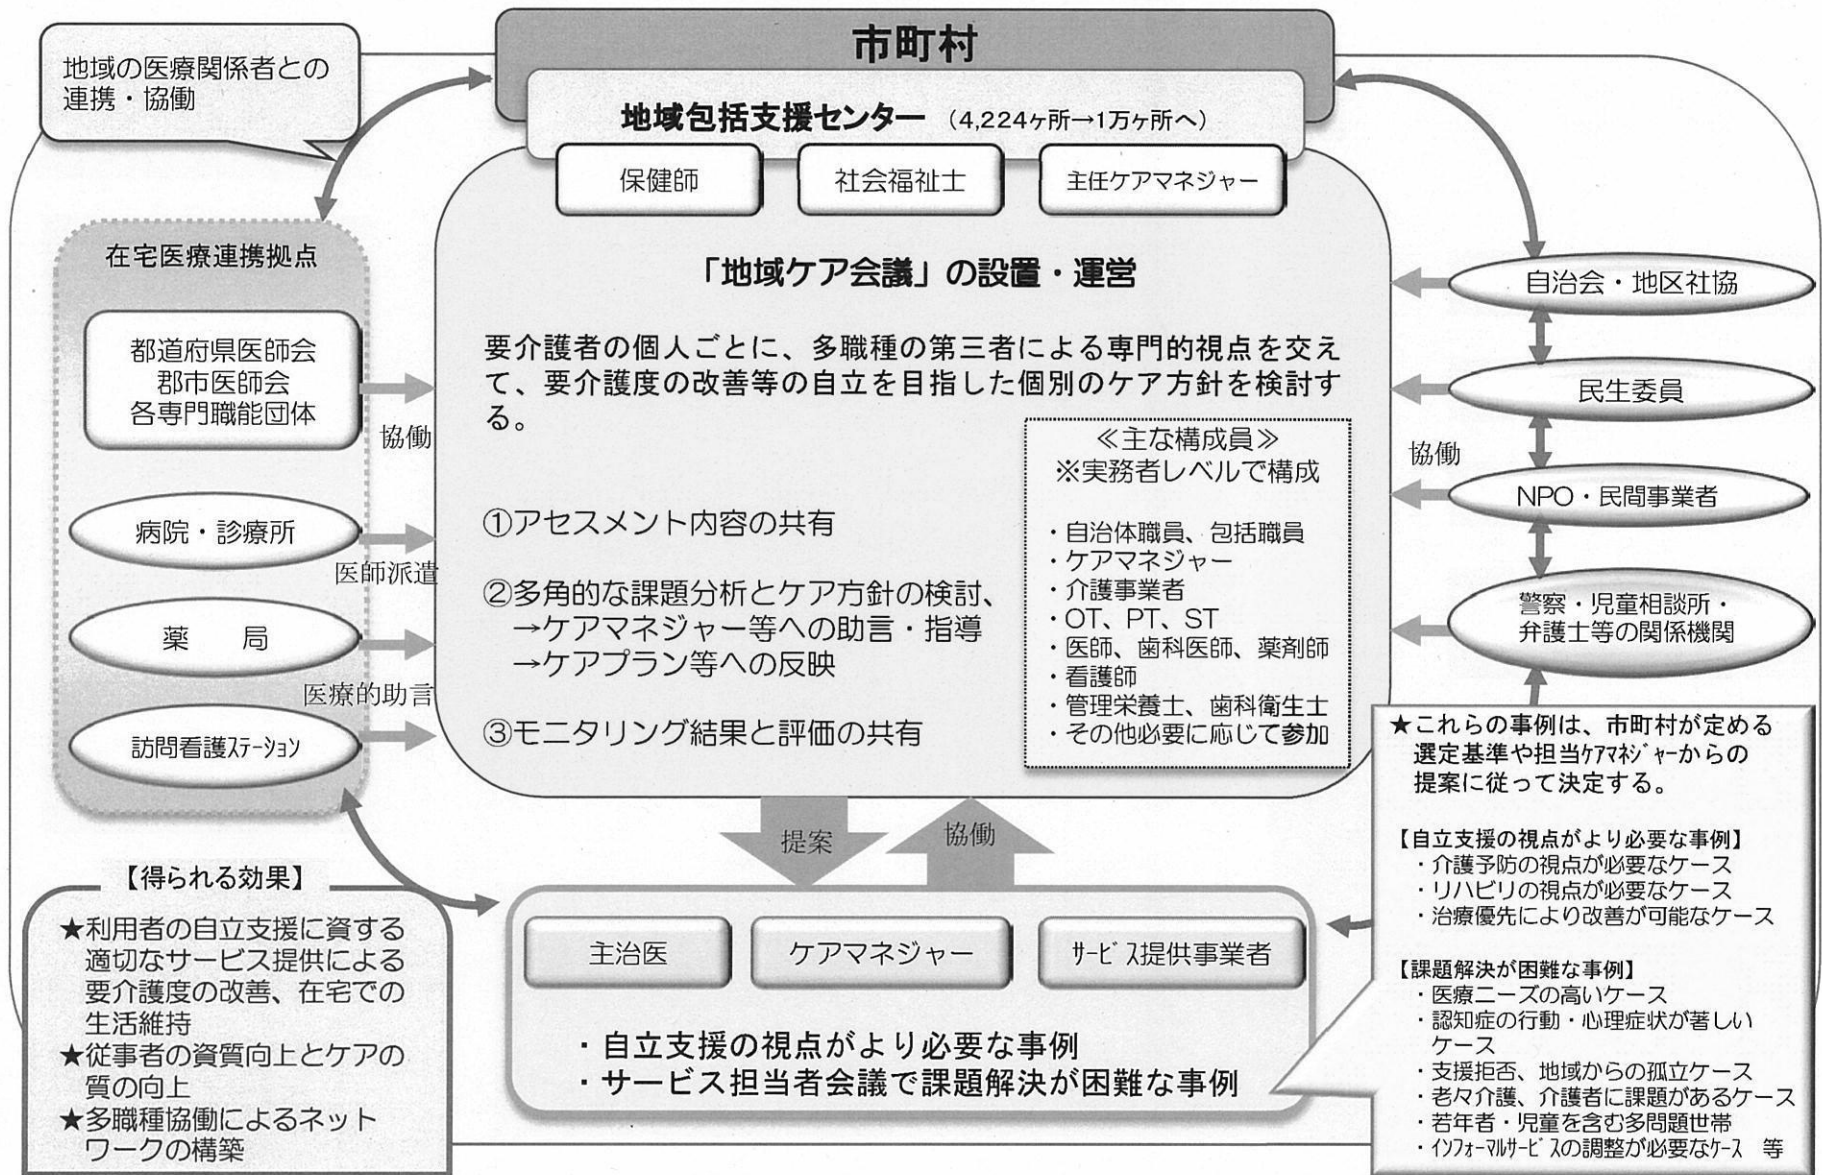 市町村
地域の医療関係者との
連携・協働
地域包括支援センター （4,224ヶ所→1万ヶ所へ）
保健師
社会福祉士
主任ケアマネジャー
在宅医療連携拠点
都道府県医師会
郡市医師会
各専門職能団体
協働
病院・診療所
医師派遣
薬　局
医療的助言
訪問看護ｽﾃｰｼｮﾝ
「地域ケア会議」の設置・運営
要介護者の個人ごとに、多職種の第三者による専門的視点を交え
て、要介護度の改善等の自立を目指した個別のケア方針を検討す
る。
①アセスメント内容の共有
②多角的な課題分析とケア方針の検討、
→ケアマネジャー等への助言・指導
→ケアプラン等への反映
③モニタリング結果と評価の共有
≪主な構成員≫
※実務者レベルで構成
・自治体職員、包括職員
・ケアマネジャー
・介護事業者
・OT、PT、ST
・医師、歯科医師、薬剤師
・看護師
・管理栄養士、歯科衛生士
・その他必要に応じて参加
自治会・地区社協
民生委員
協働
NPO・民間事業者
警察・児童相談所・
弁護士等の関係機関
提案
協働
主治医
ケアマネジャー
ｻｰﾋﾞｽ提供事業者
・自立支援の視点がより必要な事例
・サービス担当者会議で課題解決が困難な事例
【得られる効果】
★利用者の自立支援に資する
適切なサービス提供による
要介護度の改善、在宅での
生活維持
★従事者の資質向上とケアの
質の向上
★多職種協働によるネット
ワークの構築
★これらの事例は、市町村が定める
選定基準や担当ｹｱﾏﾈｼﾞｬｰからの
提案に従って決定する。
【自立支援の視点がより必要な事例】
・介護予防の視点が必要なケース
・リハビリの視点が必要なケース
・治療優先により改善が可能なケース
【課題解決が困難な事例】
・医療ニーズの高いケース
・認知症の行動・心理症状が著しい
ケース
・支援拒否、地域からの孤立ケース
・老々介護、介護者に課題があるケース
・若年者・児童を含む多問題世帯
・ｲﾝﾌｫｰﾏﾙｻｰﾋﾞｽの調整が必要なｹｰｽ　等